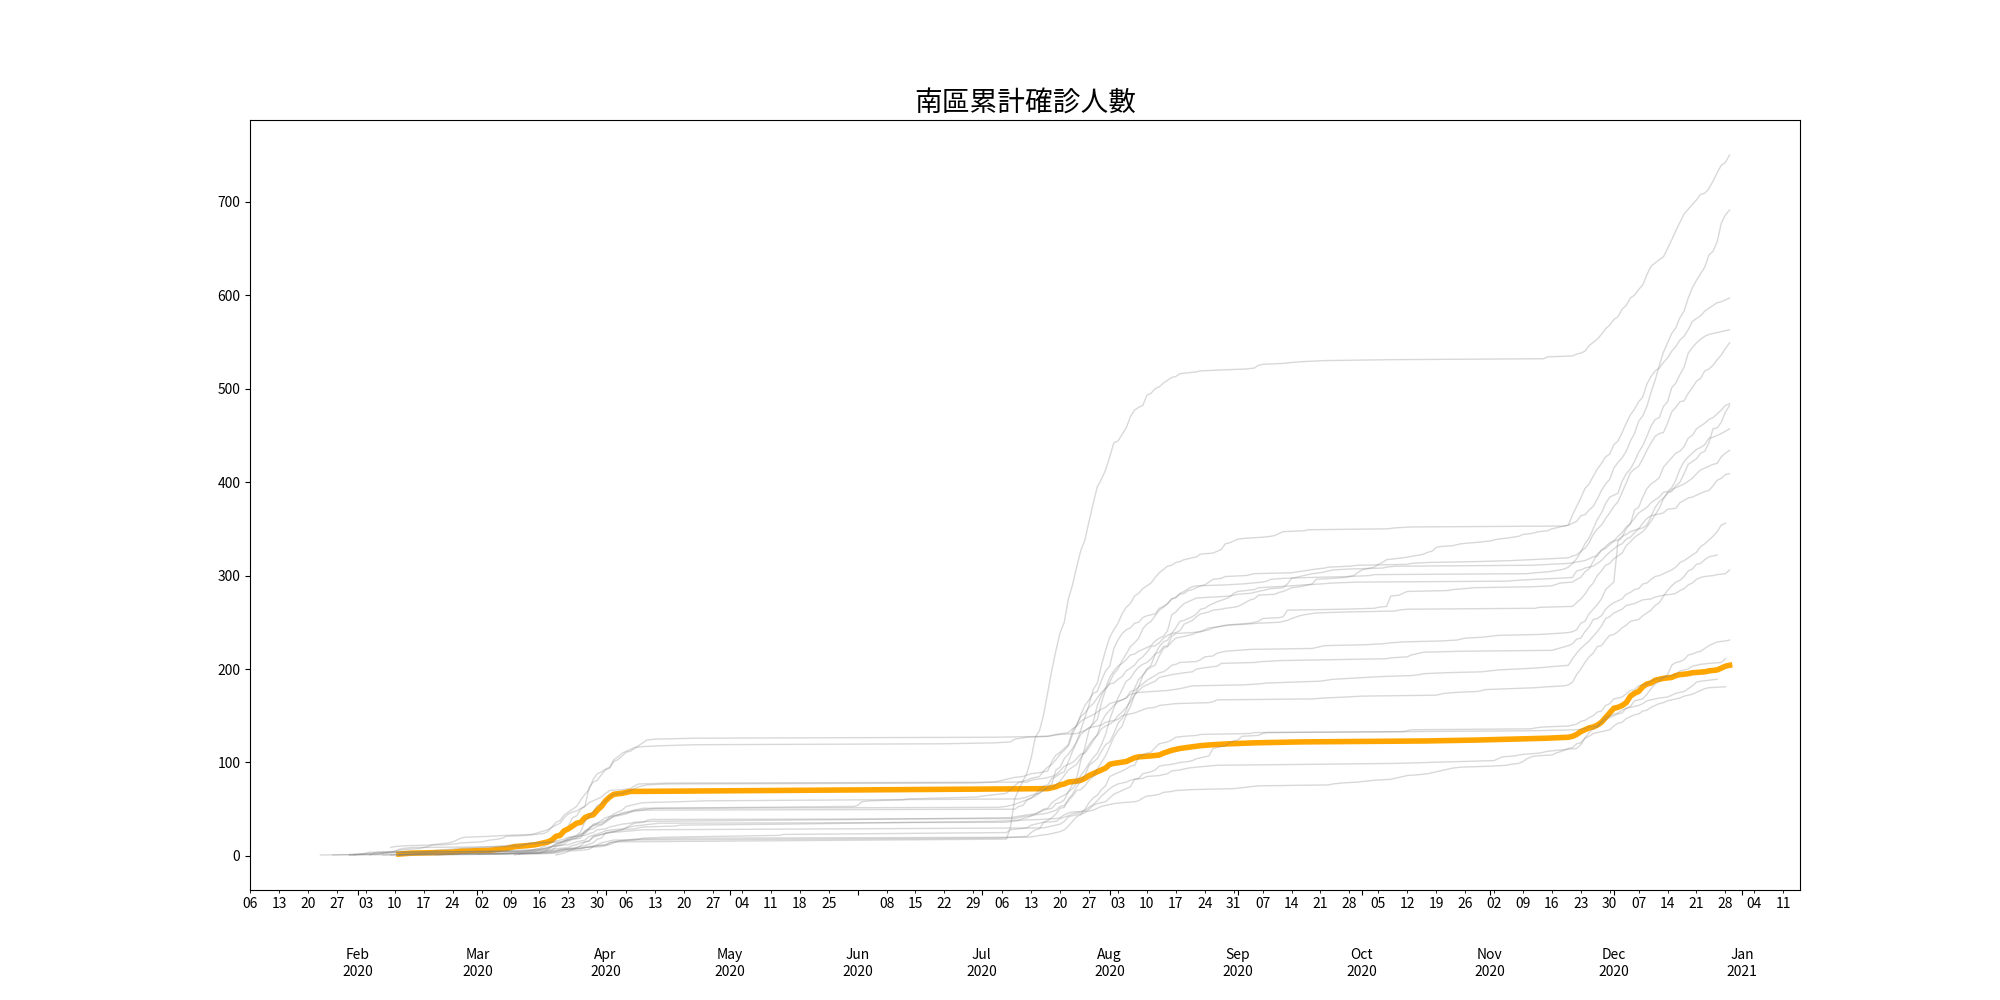 南區累計確診人數
700
600
500
400
300
200
100
0
06 13 20 27 03 10 17 24 02 09 16 23 30 06 13 20 27 04 11 18 25 08 15 22 29 06 13 20 27 03 10 17 24 31 07 14 21 28 05 12 19 26 02 09 16 23 30 07 14 21 28 04 11
Feb Mar Apr May Jun Jul Aug Sep Oct Nov Dec Jan
2020 2020 2020 2020 2020 2020 2020 2020 2020 2020 2020 2021